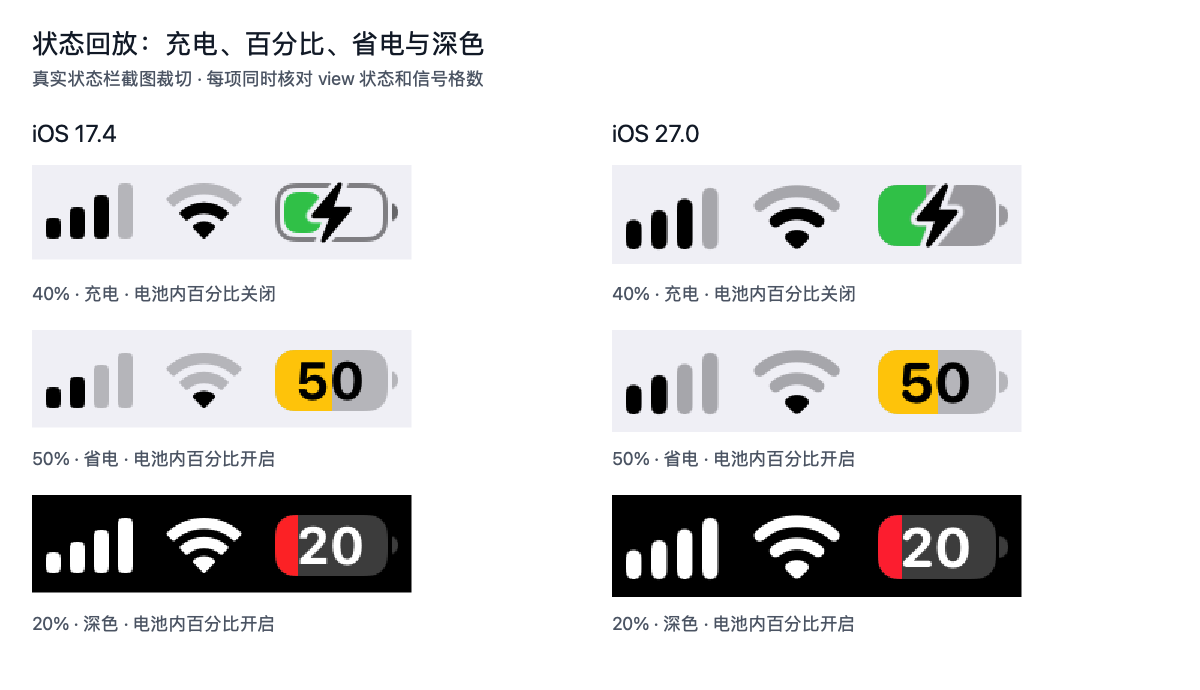 状态回放：充电、百分比、省电与深色
真实状态栏截图裁切 · 每项同时核对 view 状态和信号格数
iOS 17.4
iOS 27.0
40% · 充电 · 电池内百分比关闭
40% · 充电 · 电池内百分比关闭
50
50
50% · 省电 · 电池内百分比开启
50% · 省电 · 电池内百分比开启
20
20
20% · 深色 · 电池内百分比开启
20% · 深色 · 电池内百分比开启